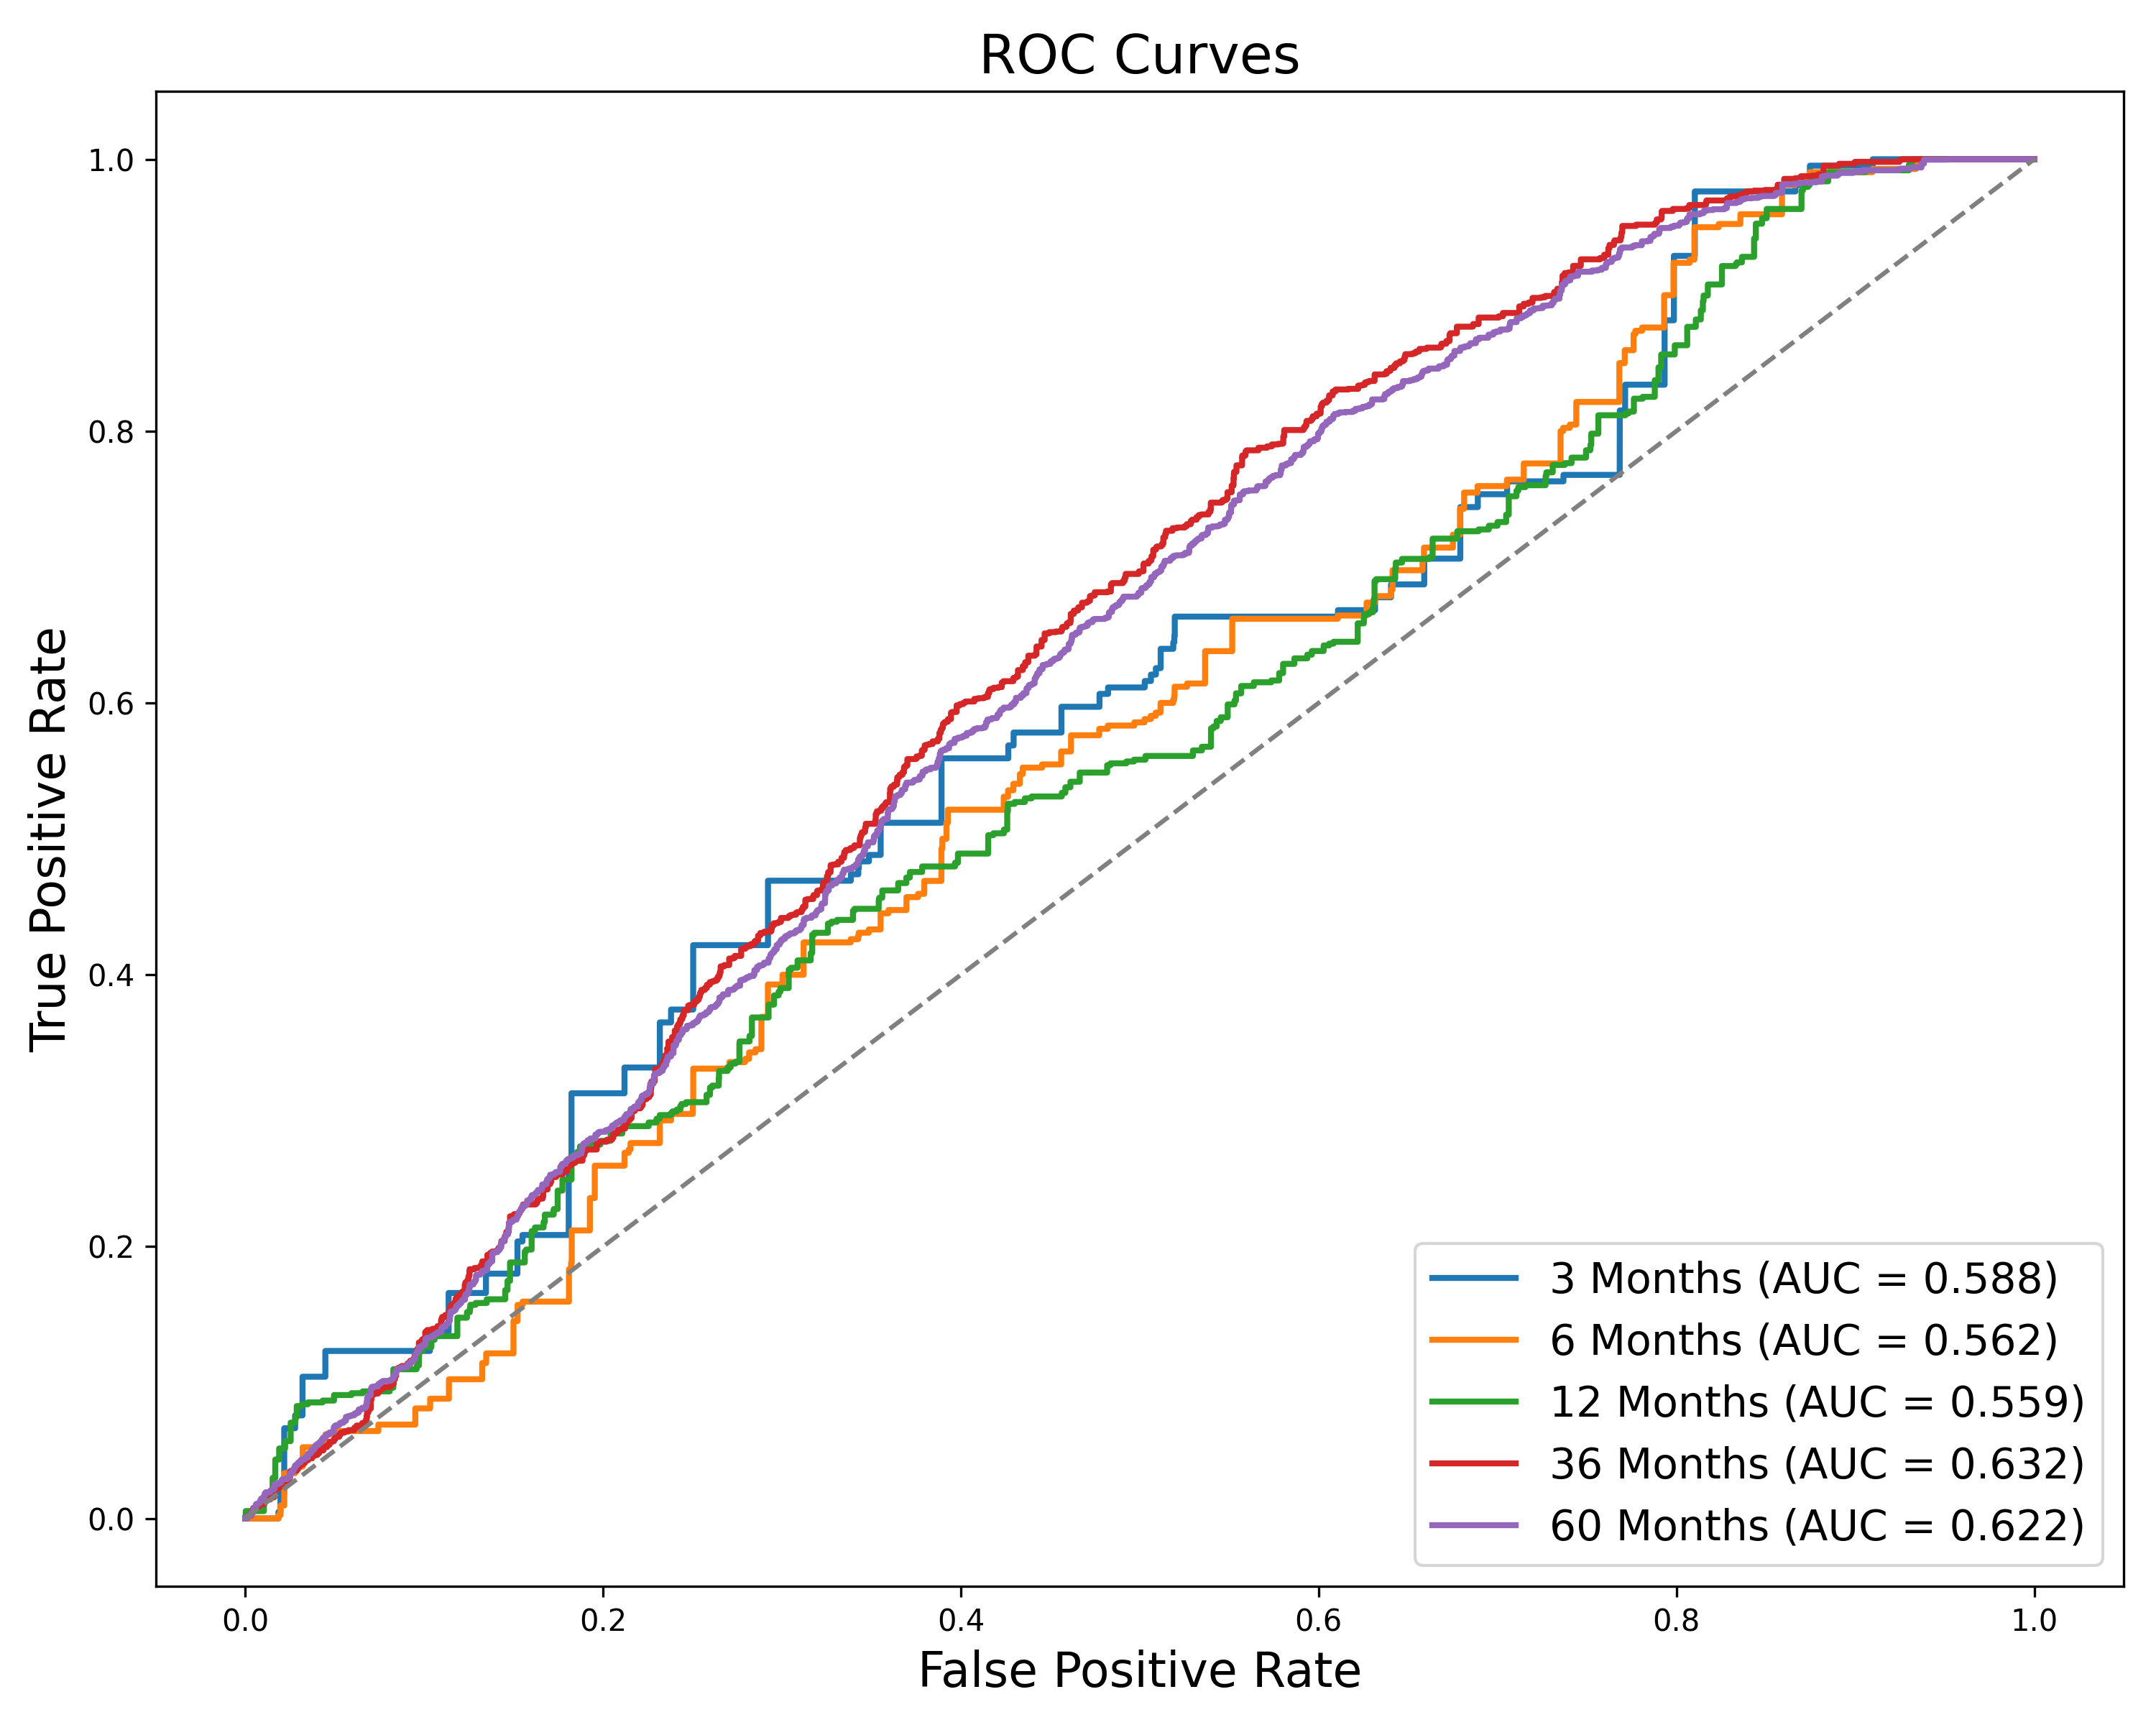 ROC Curves
True Positive Rate
1.0
0.8
0.6
0.4
0.2
0.0
0.0 0.2 0.4 0.6 0.8 1.0
False Positive Rate
3 Months (AUC = 0.588)
6 Months (AUC = 0.562)
12 Months (AUC = 0.559)
36 Months (AUC = 0.632)
60 Months (AUC = 0.622)